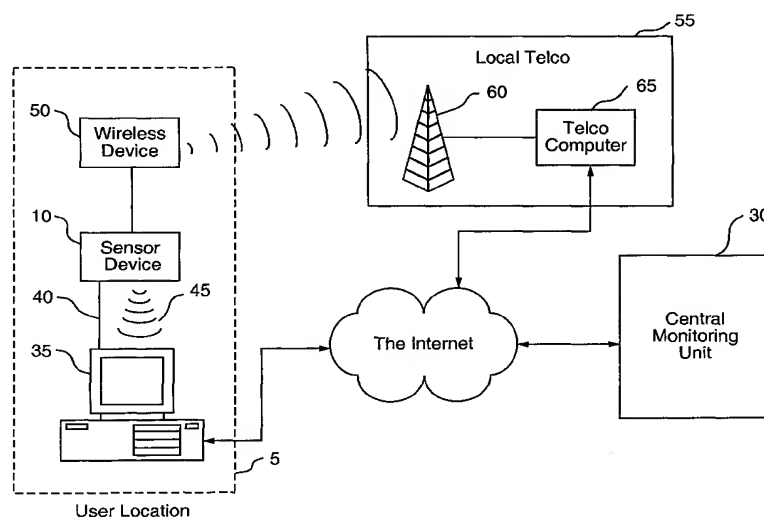 55
Local Telco
50
60
65
Wireless
Device
Telco
Computer
10
30
Sensor
Device
40
45
35
The Internet
Central
Monitoring
Unit
5
User Location